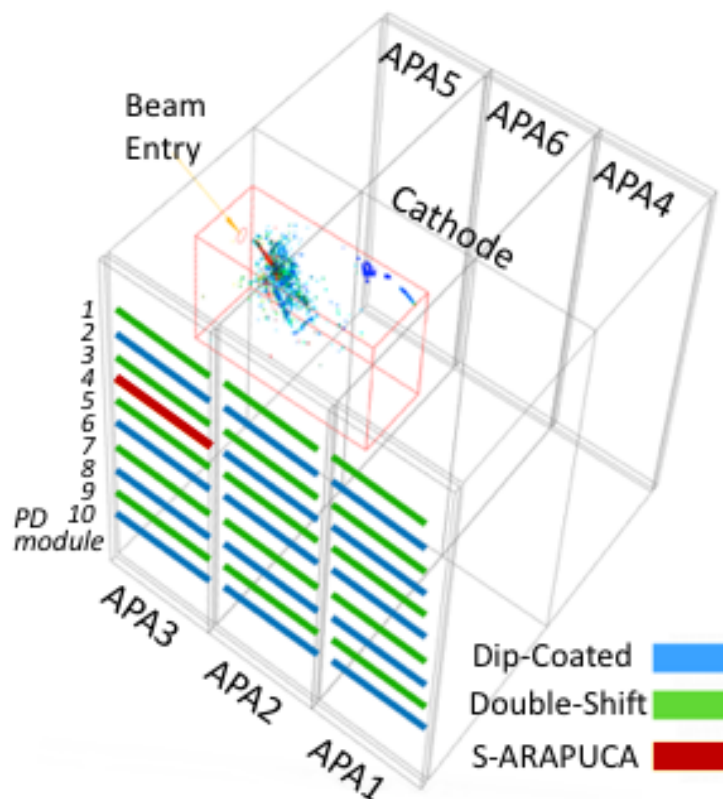 APA5
APA6
APA4
Beam
Entry
Cathode
1
2
3
4
5
6
7
8
9
10
PD
module
APA3
APA2
APA1
Dip-Coated
Double-Shift
S-ARAPUCA